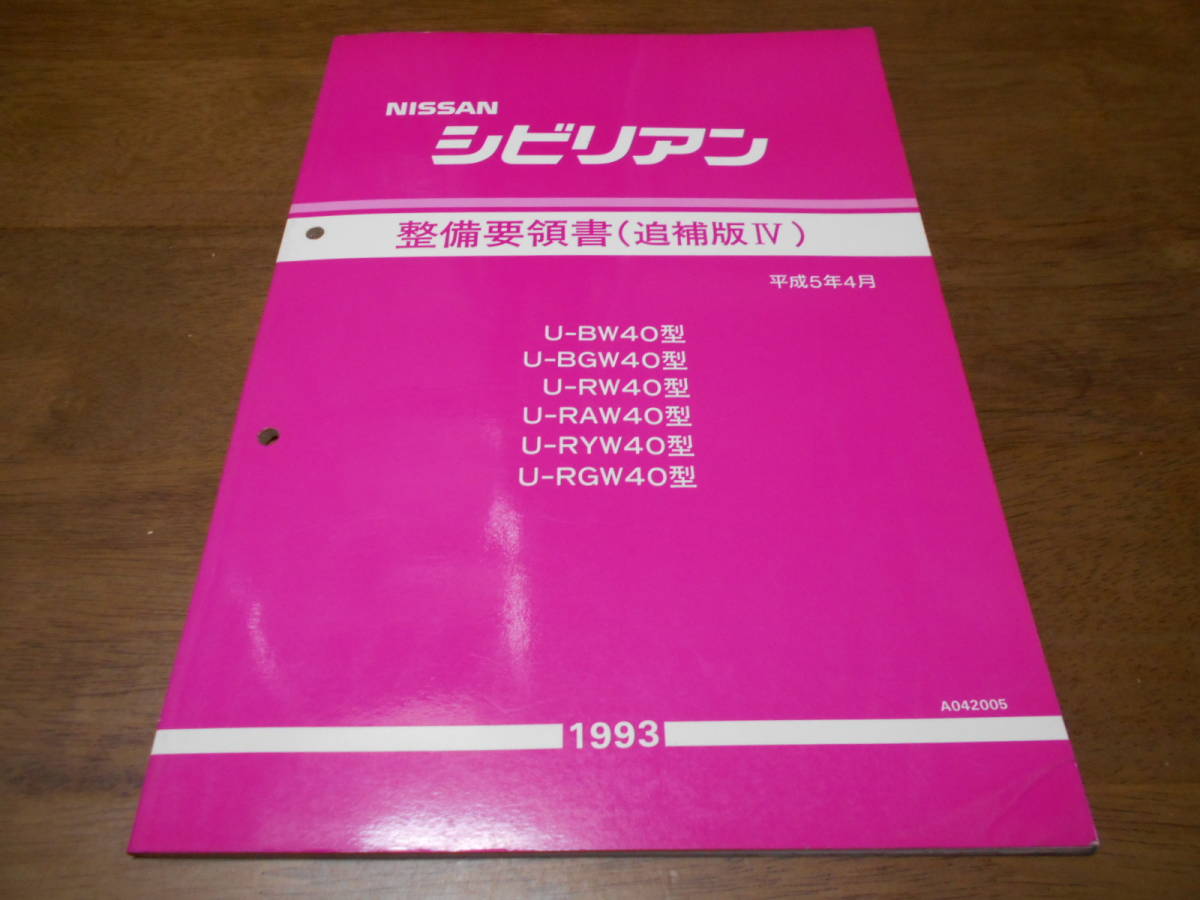 NISSAN
シビリアン
整備要領書(追補版Ⅳ)
平成5年4月
U-BW40型
U-BGW40型
U-RW40型
U-RAW40型
U-RYW40型
U-RGW40型
A042005
1993